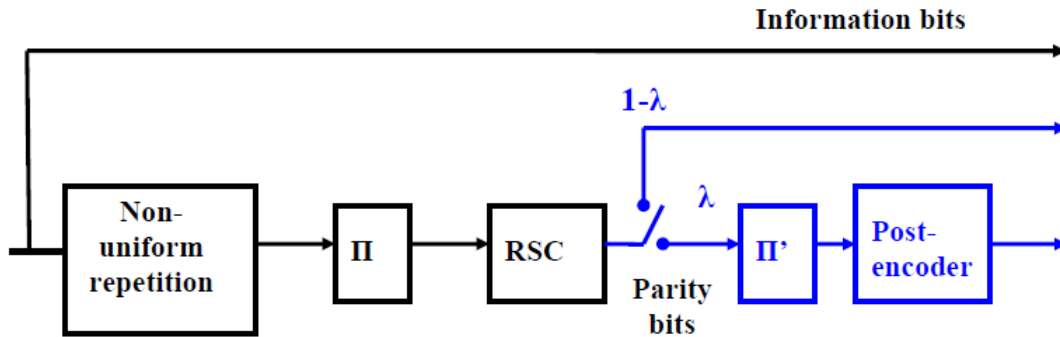 Information bits
1-λ
Non-
uniform
repetition
Π
RSC
λ
Parity
bits
Π’
Post-
encoder